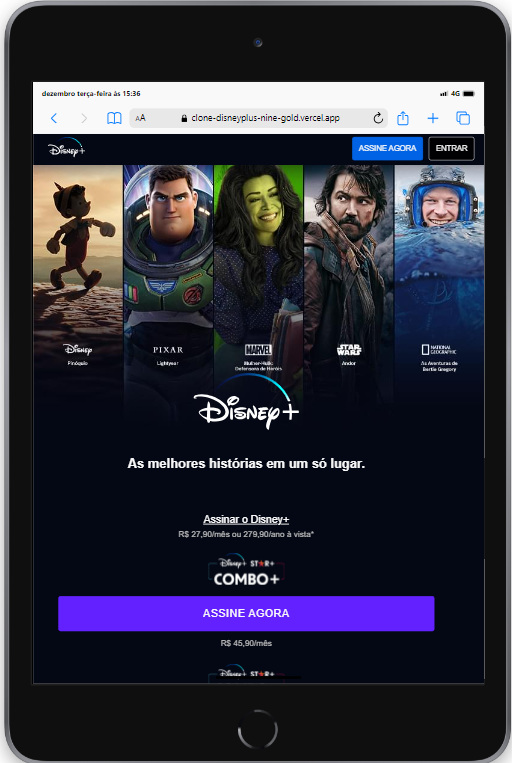 dezembro terça-feira às 15:36
4G
AA
clone-disneyplus-nine-gold.vercel.app
Disney+
ASSINE AGORA
ENTRAR
Disney
Pinóquio
PIXAR
Lightyear
MARVEL
Mulher-Hulk:
Defensora de Heróis
STAR
WARS
Andor
NATIONAL
GEOGRAPHIC
As Aventuras de
Bertie Gregory
Disney+
As melhores histórias em um só lugar.
Assinar o Disney+
R$ 27,90/mês ou 279,90/ano à vista*
Disney+ STAR+
COMBO+
ASSINE AGORA
R$ 45,90/mês
Disney+ STAR+